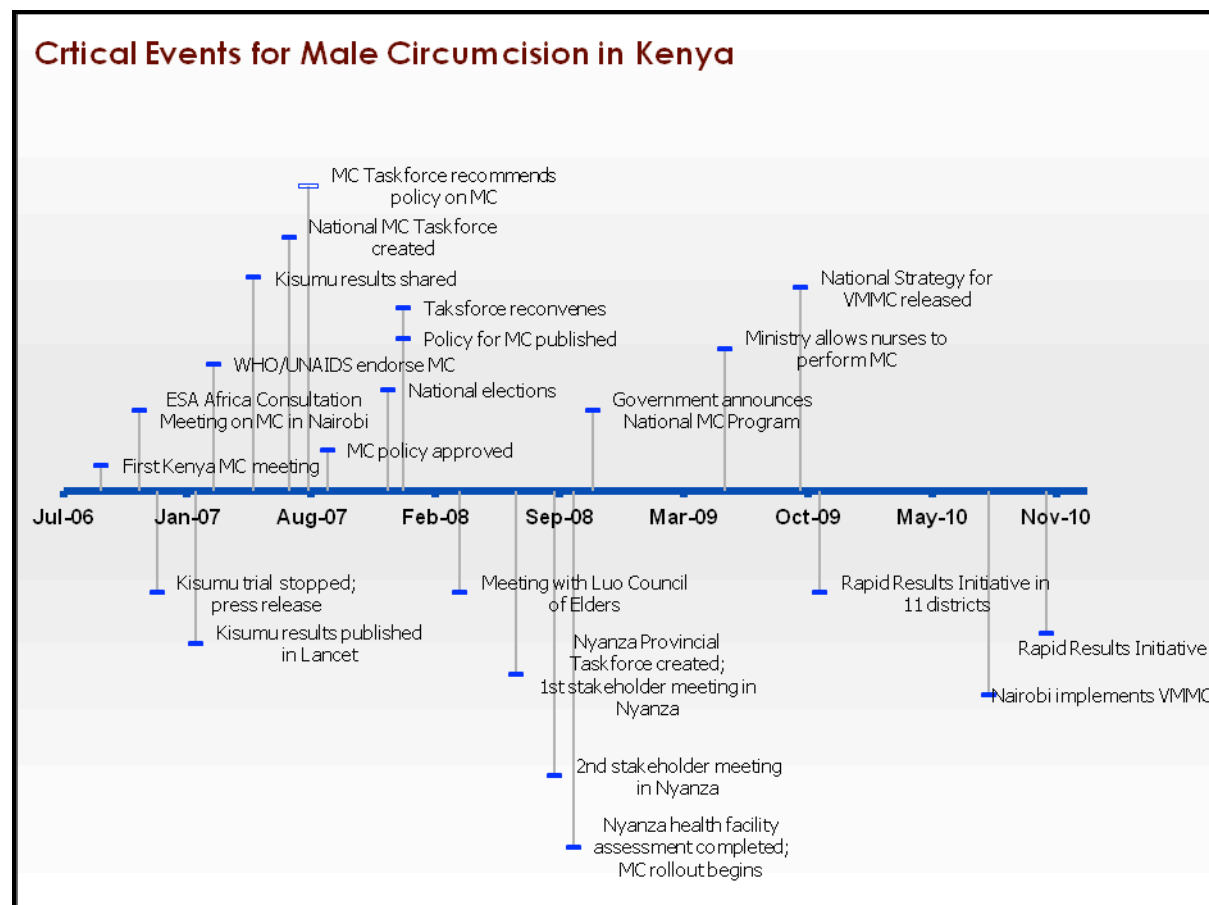 Crtical Events for Male Circumcision in Kenya
MC Taskforce recommends
policy on MC
National MC Taskforce
created
Kisumu results shared
National Strategy for
VMMC released
Taksforce reconvenes
Policy for MC published
Ministry allows nurses to
perform MC
WHO/UNAIDS endorse MC
National elections
ESA Africa Consultation
Meeting on MC in Nairobi
Government announces
National MC Program
MC policy approved
First Kenya MC meeting
Jul-06 Jan-07 Aug-07 Feb-08 Sep-08 Mar-09 Oct-09 May-10 Nov-10
Kisumu trial stopped;
press release
Meeting with Luo Council
of Elders
Rapid Results Initiative in
11 districts
Kisumu results published
in Lancet
Nyanza Provincial
Taskforce created;
1st stakeholder meeting in
Nyanza
Rapid Results Initiative
Nairobi implements VMMC
2nd stakeholder meeting
in Nyanza
Nyanza health facility
assessment completed;
MC rollout begins